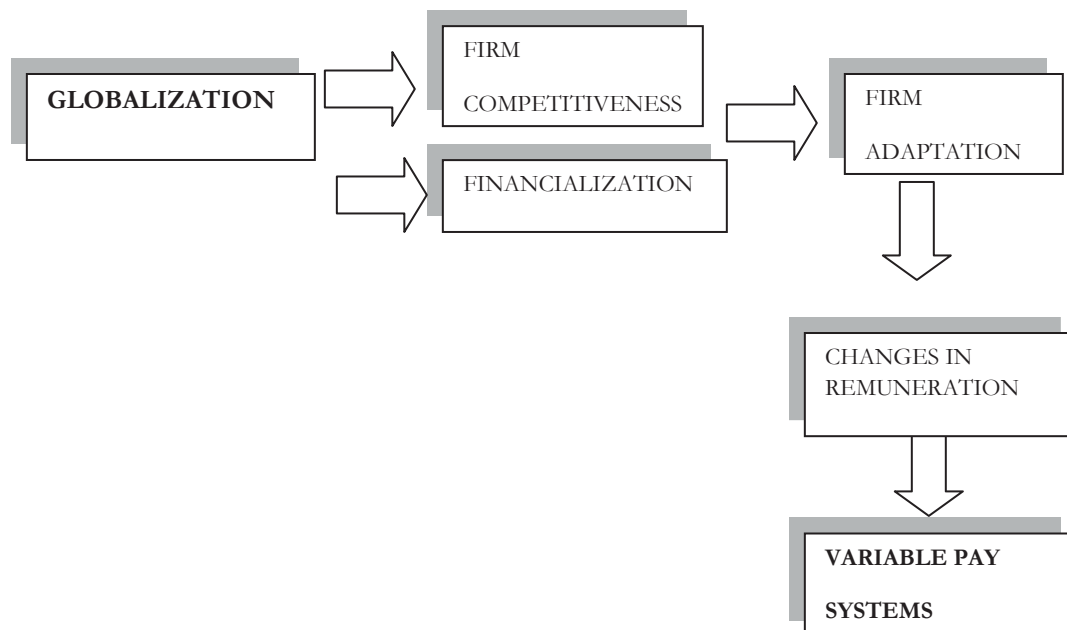 GLOBALIZATION
FIRM
COMPETITIVENESS
FINANCIALIZATION
FIRM
ADAPTATION
CHANGES IN
REMUNERATION
VARIABLE PAY
SYSTEMS